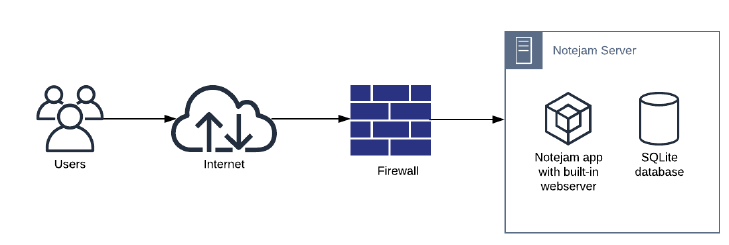 Notejam Server
Users
Internet
Firewall
Notejam app
with built-in
webserver
SQLite
database